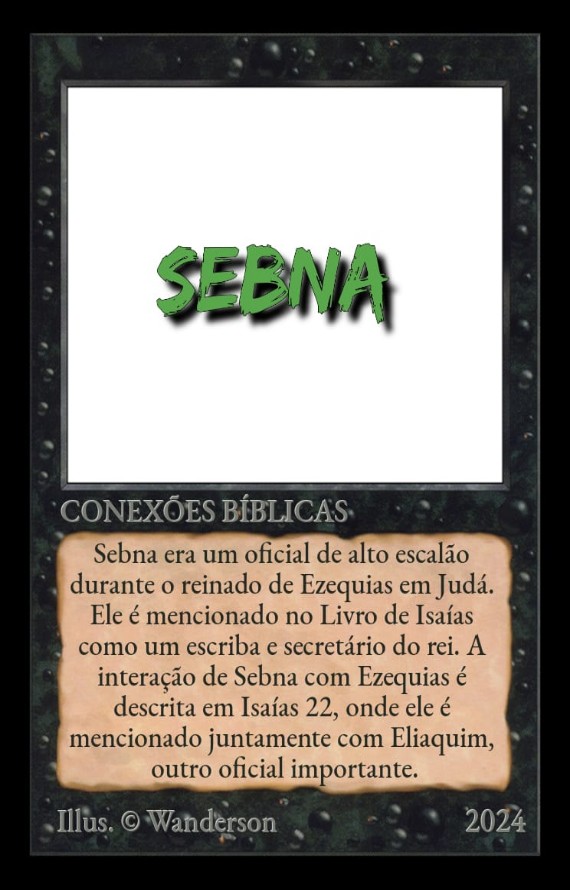 SEBNA
CONEXÕES BÍBLICAS
Sebna era um oficial de alto escalão
durante o reinado de Ezequias em Judá.
Ele é mencionado no Livro de Isaías
como um escriba e secretário do rei. A
interação de Sebna com Ezequias é
descrita em Isaías 22, onde ele é
mencionado juntamente com Eliaquim,
outro oficial importante.
Illus. © Wanderson 2024